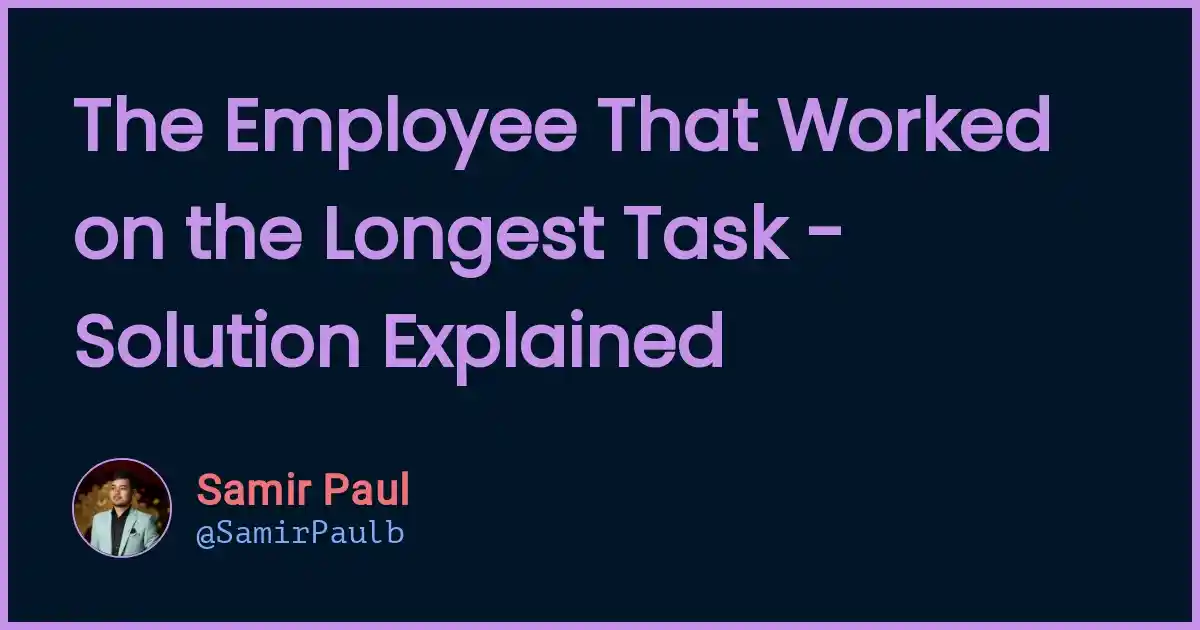 The Employee That Worked
on the Longest Task -
Solution Explained
Samir Paul
@SamirPaulb